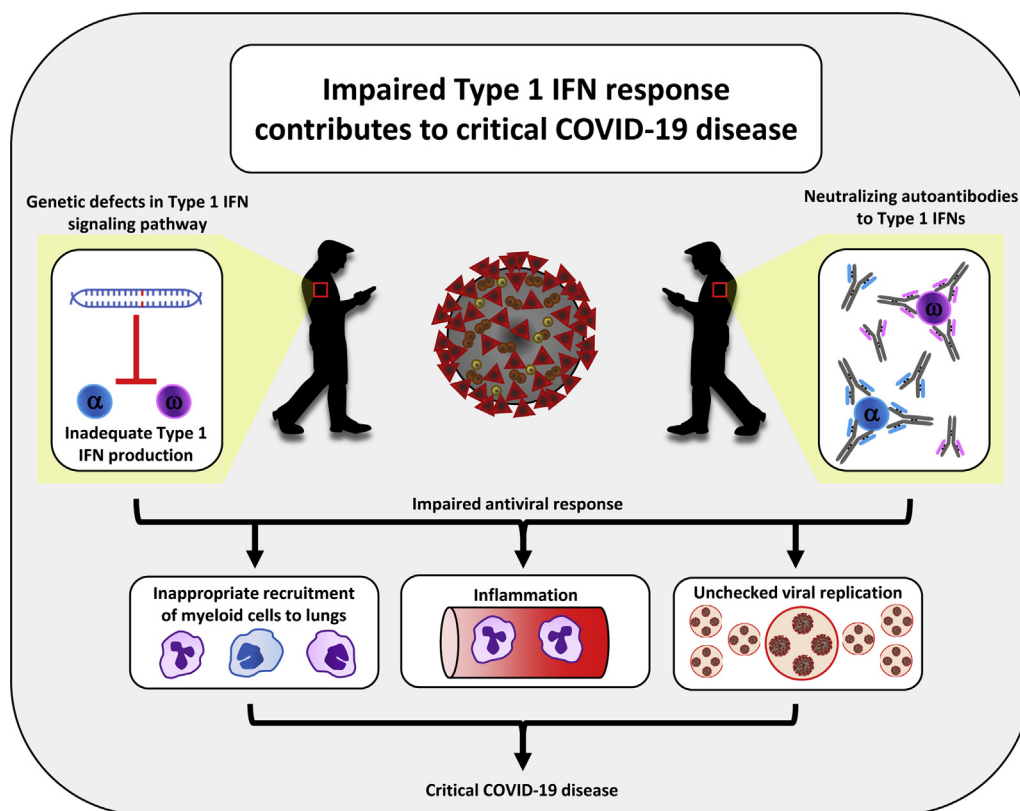 Impaired Type 1 IFN response
contributes to critical COVID-19 disease
Genetic defects in Type 1 IFN
signaling pathway
Neutralizing autoantibodies
to Type 1 IFNs
α
ω
Inadequate Type 1
IFN production
ω
α
Impaired antiviral response
Inappropriate recruitment
of myeloid cells to lungs
Inflammation
Unchecked viral replication
Critical COVID-19 disease